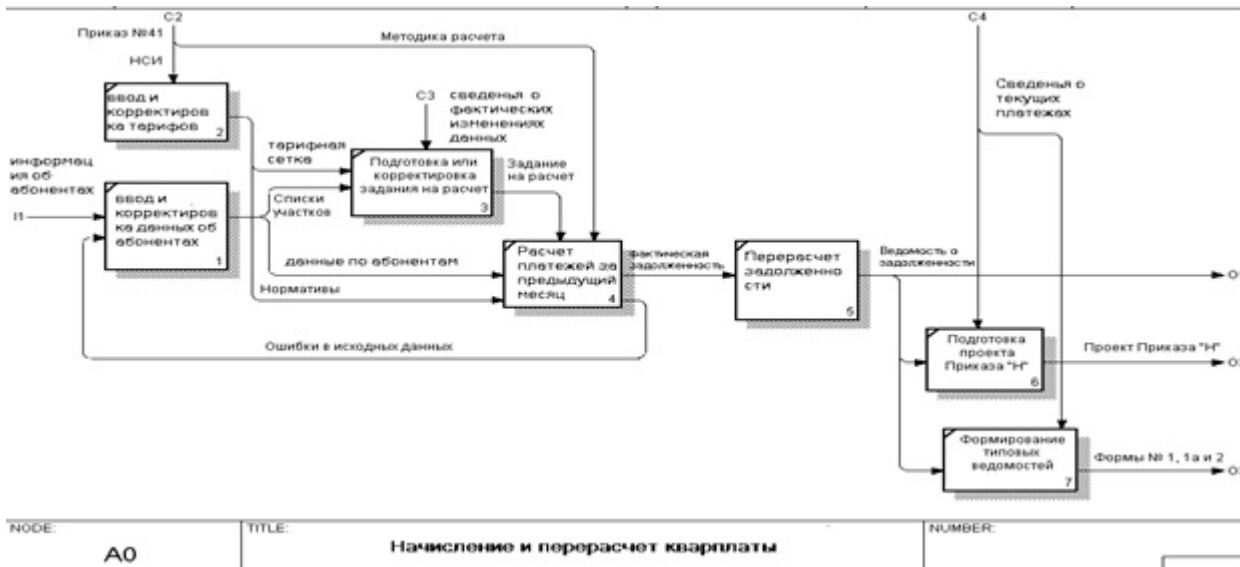 C2
Приказ №41
НСИ
Методика расчета
C4
ввод и
корректиров
ка тарифов
2
C3
сведенья о
фактических
изменениях
данных
Сведенья о
текущих
платежах
тарифная
сетка
информац
ия об
абонентах
I1
ввод и
корректиров
ка данных об
абонентах
1
Подготовка или
корректировка
задания на расчет
3
Задание
на расчет
Списки
участков
данные по абонентам
Нормативы
Расчет
платежей за
предыдущий
месяц
4
фактическая
задолженность
Перерасчет
задолженно
сти
5
Ведомость о
задолженности
Ошибки в исходных данных
Подготовка
проекта
Приказа "Н"
6
Проект Приказа "Н"
Формирование
типовых
ведомостей
7
Формы № 1, 1а и 2
NODE:
A0
TITLE:
Начисление и перерасчет кварплаты
NUMBER: